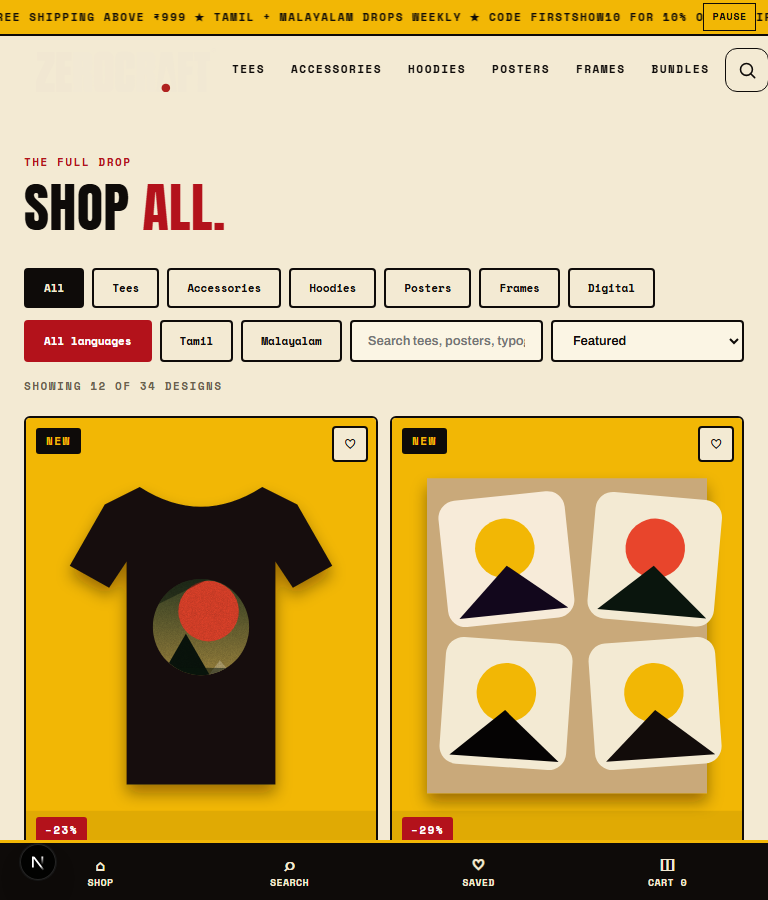 REE SHIPPING ABOVE ₹999 ★ TAMIL + MALAYALAM DROPS WEEKLY ★ CODE FIRSTSHOW10 FOR 10% O
PAUSE
TEES ACCESSORIES HOODIES POSTERS FRAMES BUNDLES
THE FULL DROP
SHOP ALL.
All Tees Accessories Hoodies Posters Frames Digital
All languages Tamil Malayalam Search tees, posters, typo Featured
SHOWING 12 OF 34 DESIGNS
NEW NEW
-23% -29%
SHOP SEARCH SAVED CART 0